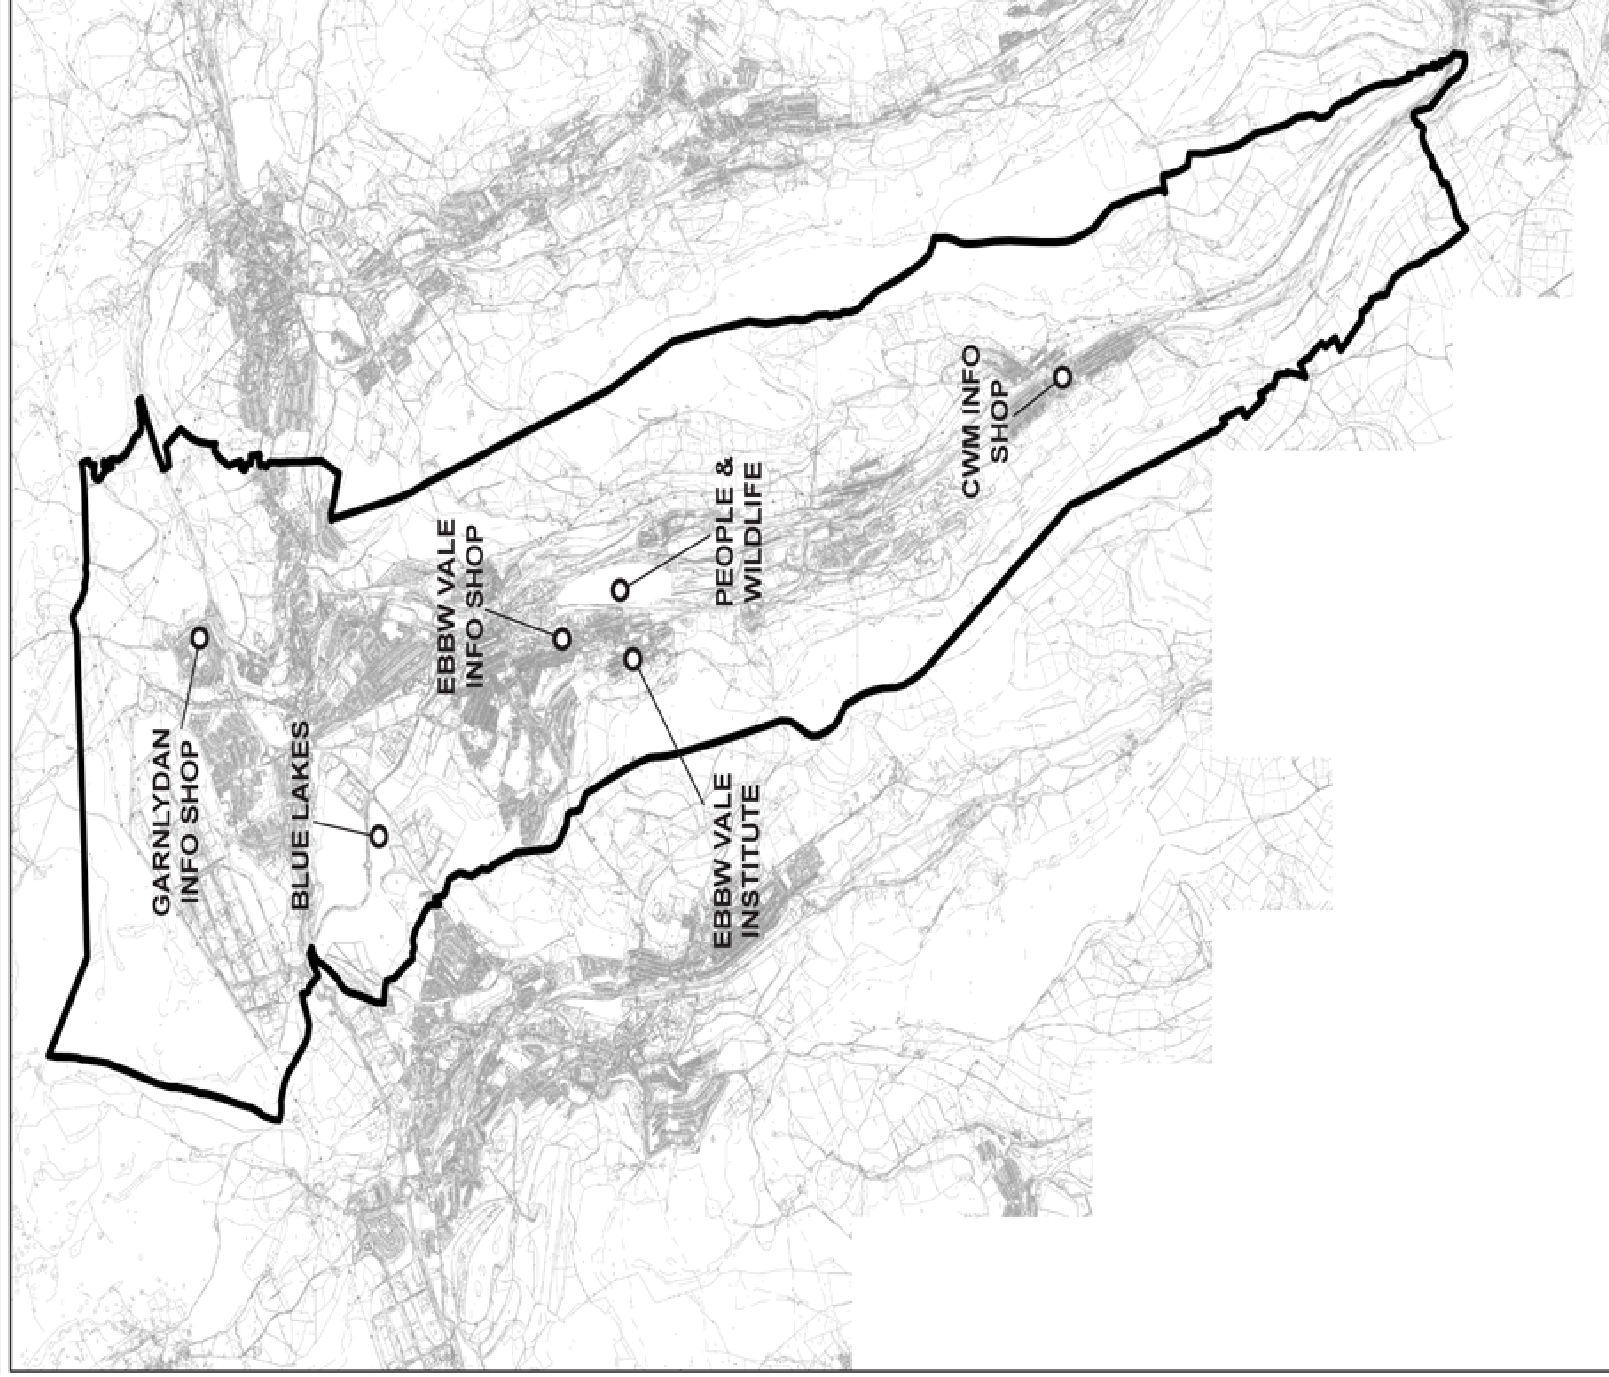 GARNLYDAN
INFO SHOP
BLUE LAKES
EBBW VALE
INFO SHOP
EBBW VALE
INSTITUTE
PEOPLE &
WILDLIFE
CWM INFO
SHOP